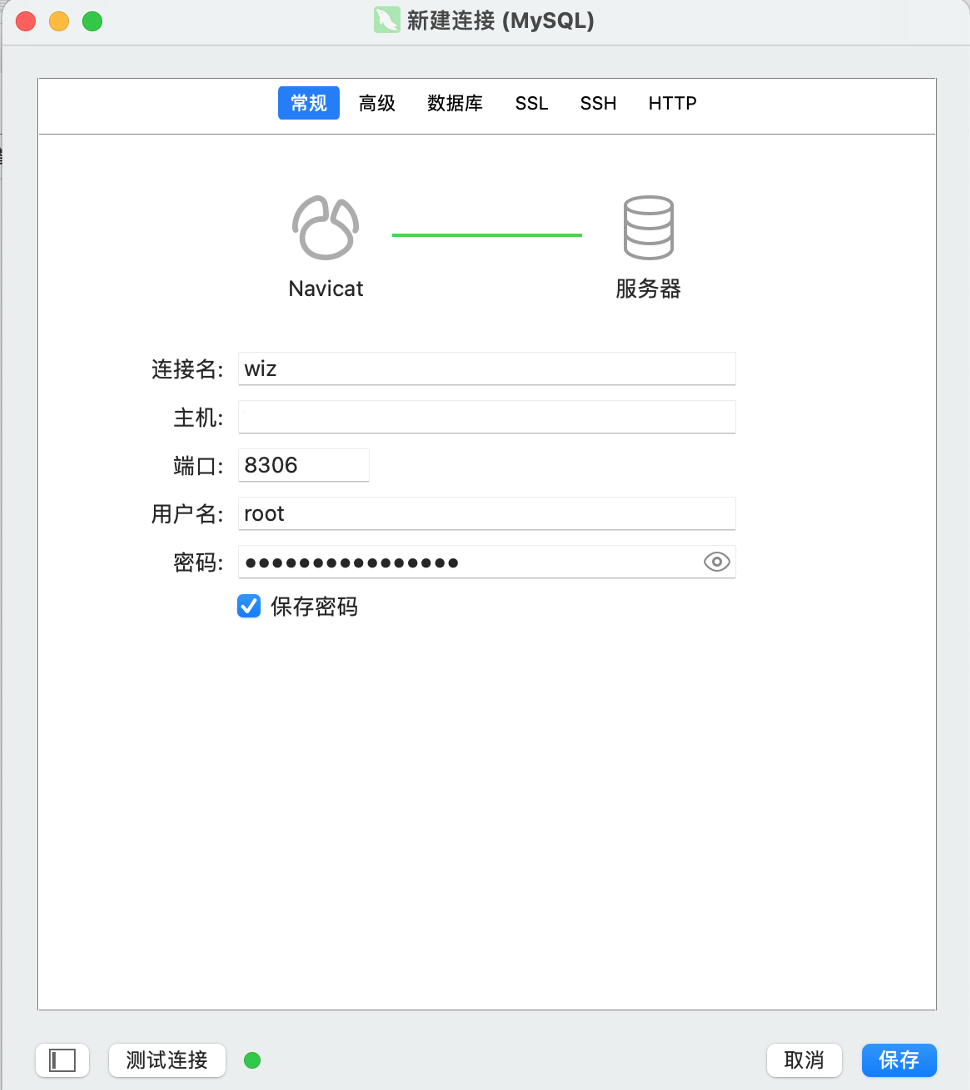 新建连接 (MySQL)
常规 高级 数据库 SSL SSH HTTP
Navicat 服务器
连接名: wiz
主机:
端口: 8306
用户名: root
密码: ●●●●●●●●●●●●●●●●
保存密码
测试连接 取消 保存